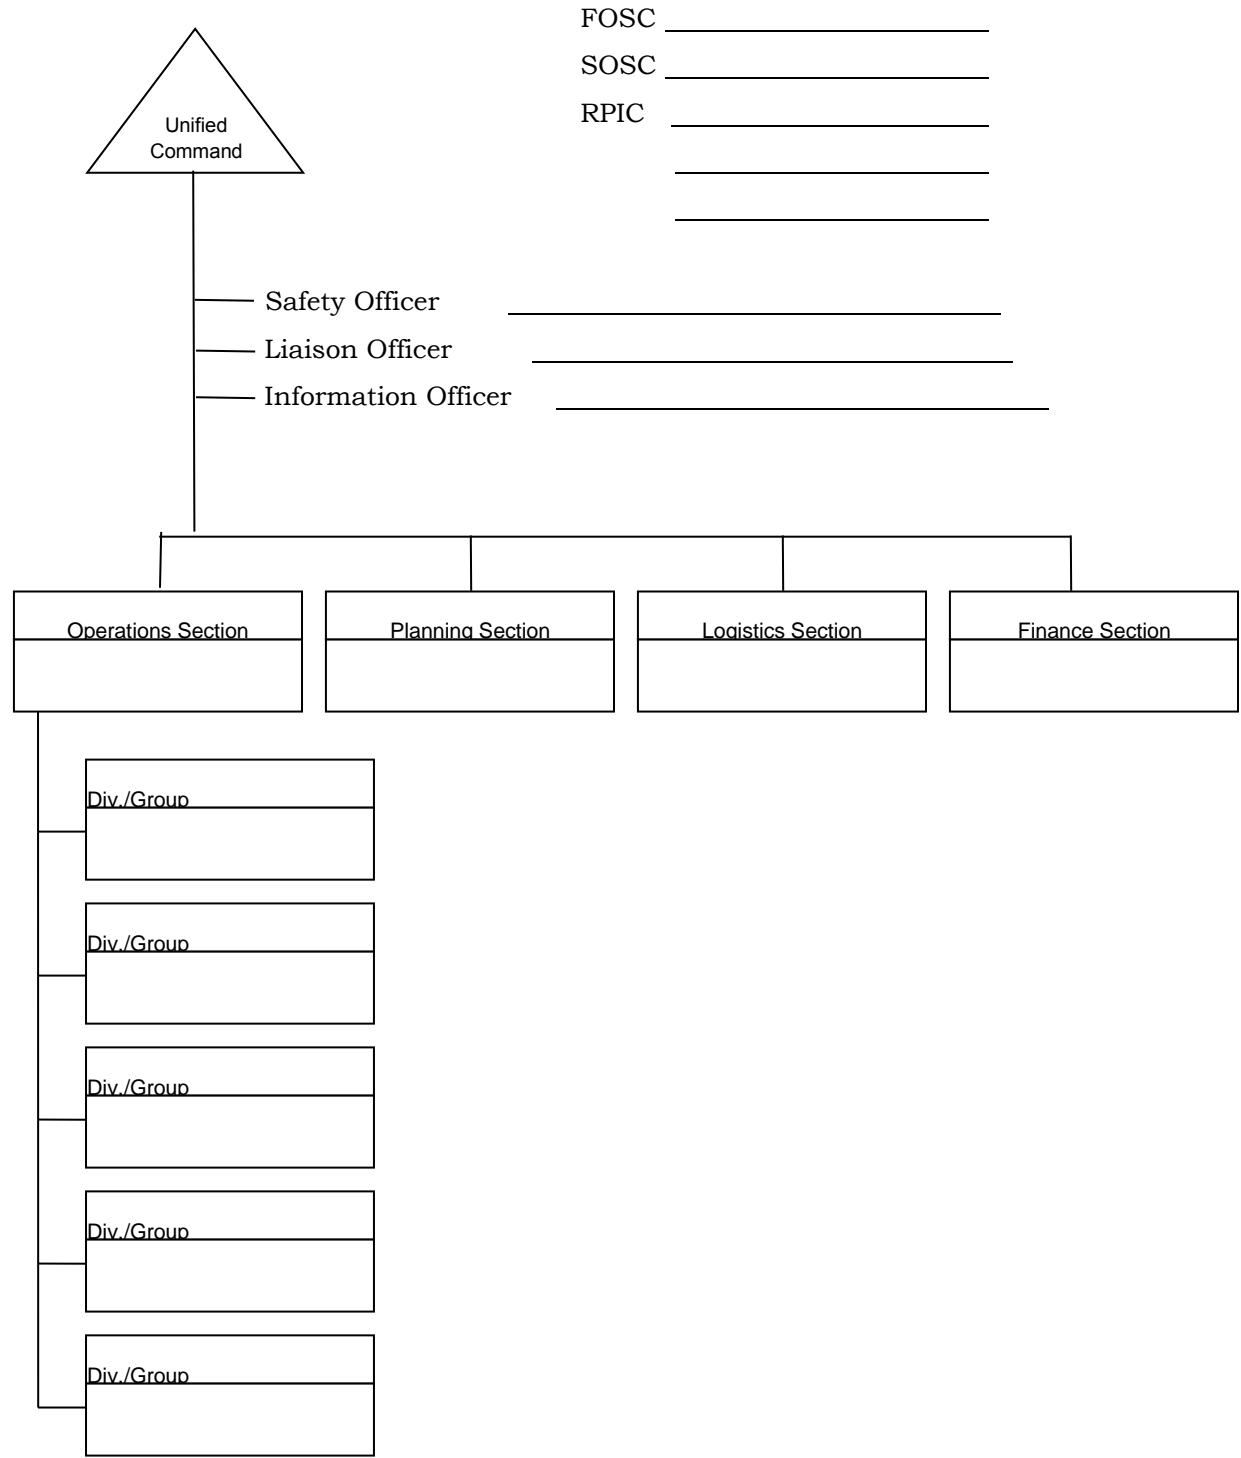 FOSC
SOSC
RPIC
Unified
Command
Safety Officer
Liaison Officer
Information Officer
Operations Section
Planning Section
Logistics Section
Finance Section
Div./Group
Div./Group
Div./Group
Div./Group
Div./Group